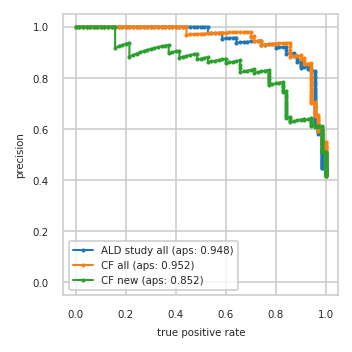 1.0
0.8
0.6
0.4
0.2
0.0
precision
ALD study all (aps: 0.948)
CF all (aps: 0.952)
CF new (aps: 0.852)
0.0 0.2 0.4 0.6 0.8 1.0
true positive rate